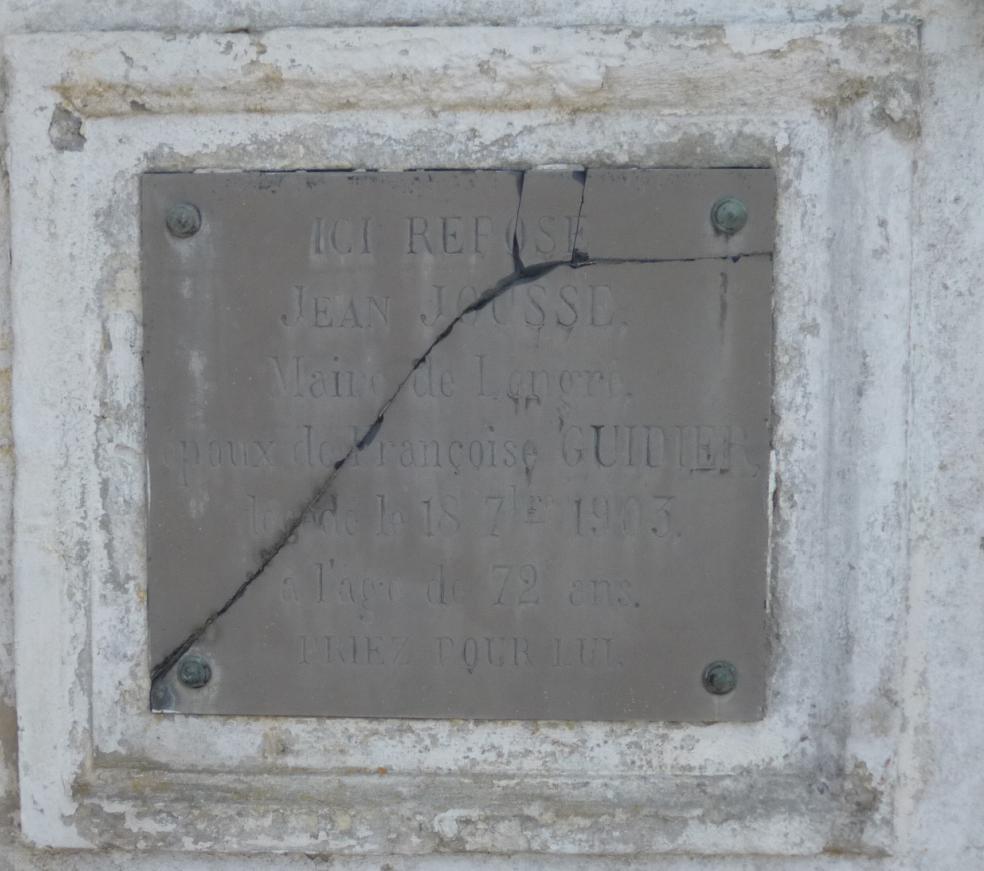 ICI REPOSE
JEAN JOUSSE,
Maire de Longré,
époux de Françoise GUIDIER,
décédé le 18 7bre 1903,
à l'âge de 72 ans.
PRIEZ POUR LUI.